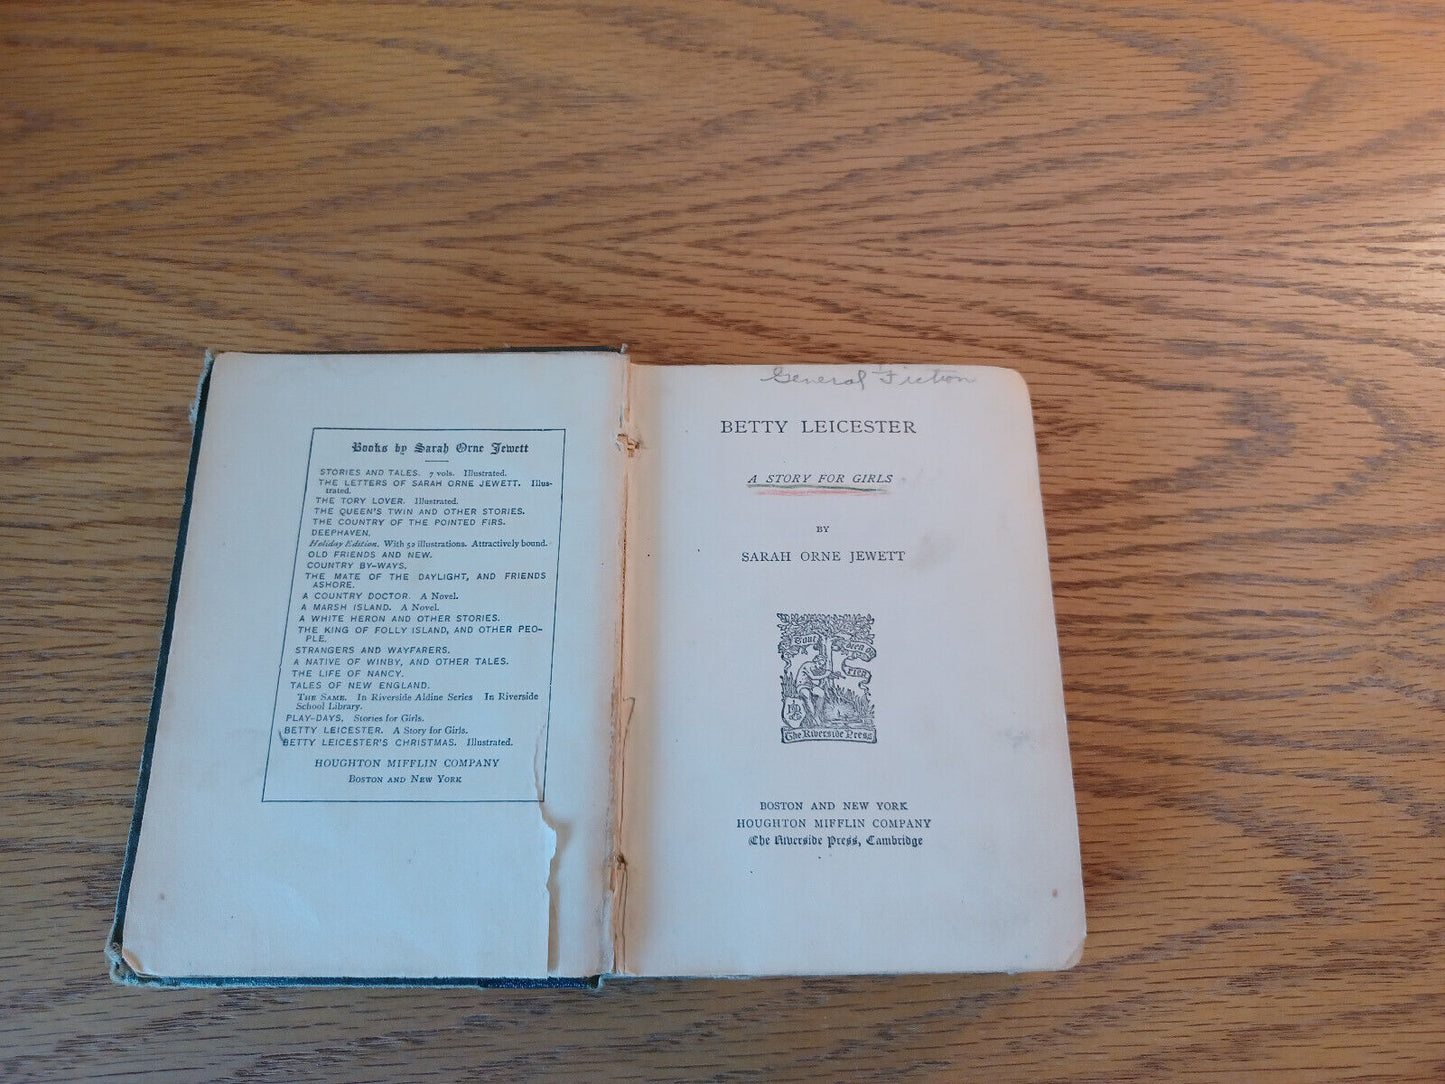 Books by Sarah Orne Jewett
STORIES AND TALES. 7 vols. Illustrated.
THE LETTERS OF SARAH ORNE JEWETT. Illus-
trated.
THE TORY LOVER. Illustrated.
THE QUEEN'S TWIN AND OTHER STORIES.
THE COUNTRY OF THE POINTED FIRS.
DEEPHAVEN.
Holiday Edition. With 52 illustrations. Attractively bound.
OLD FRIENDS AND NEW.
COUNTRY BY-WAYS.
THE MATE OF THE DAYLIGHT, AND FRIENDS
ASHORE.
A COUNTRY DOCTOR. A Novel.
A MARSH ISLAND. A Novel.
A WHITE HERON AND OTHER STORIES.
THE KING OF FOLLY ISLAND, AND OTHER PEO-
PLE.
STRANGERS AND WAYFARERS.
A NATIVE OF WINBY, AND OTHER TALES.
THE LIFE OF NANCY.
TALES OF NEW ENGLAND.
THE SAME. In Riverside Aldine Series In Riverside
School Library.
PLAY-DAYS. Stories for Girls.
BETTY LEICESTER. A Story for Girls.
BETTY LEICESTER'S CHRISTMAS. Illustrated.
HOUGHTON MIFFLIN COMPANY
BOSTON AND NEW YORK
General Fiction
BETTY LEICESTER
A STORY FOR GIRLS
BY
SARAH ORNE JEWETT
Tout bien ou
rien
The Riverside Press
BOSTON AND NEW YORK
HOUGHTON MIFFLIN COMPANY
The Riverside Press, Cambridge